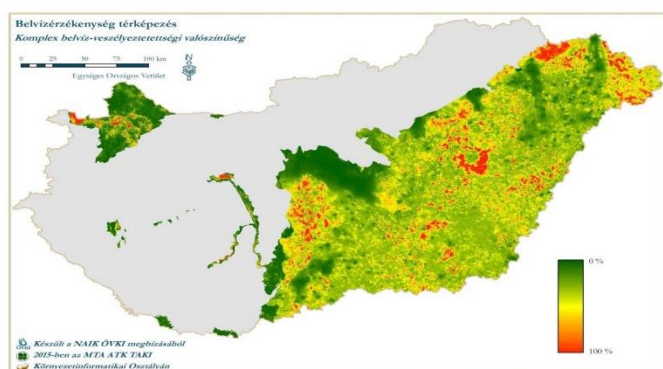 Belvízérzékenység térképezés
Komplex belvíz-veszélyeztetettségi valószínűség
0 25 50 75 100 km
Egységes Országos Vetület
0 %
100 %
Készült a NAIK ÖVKI megbízásából
2015-ben az MTA ATK TAKI
Környezetinformatikai Osztályán